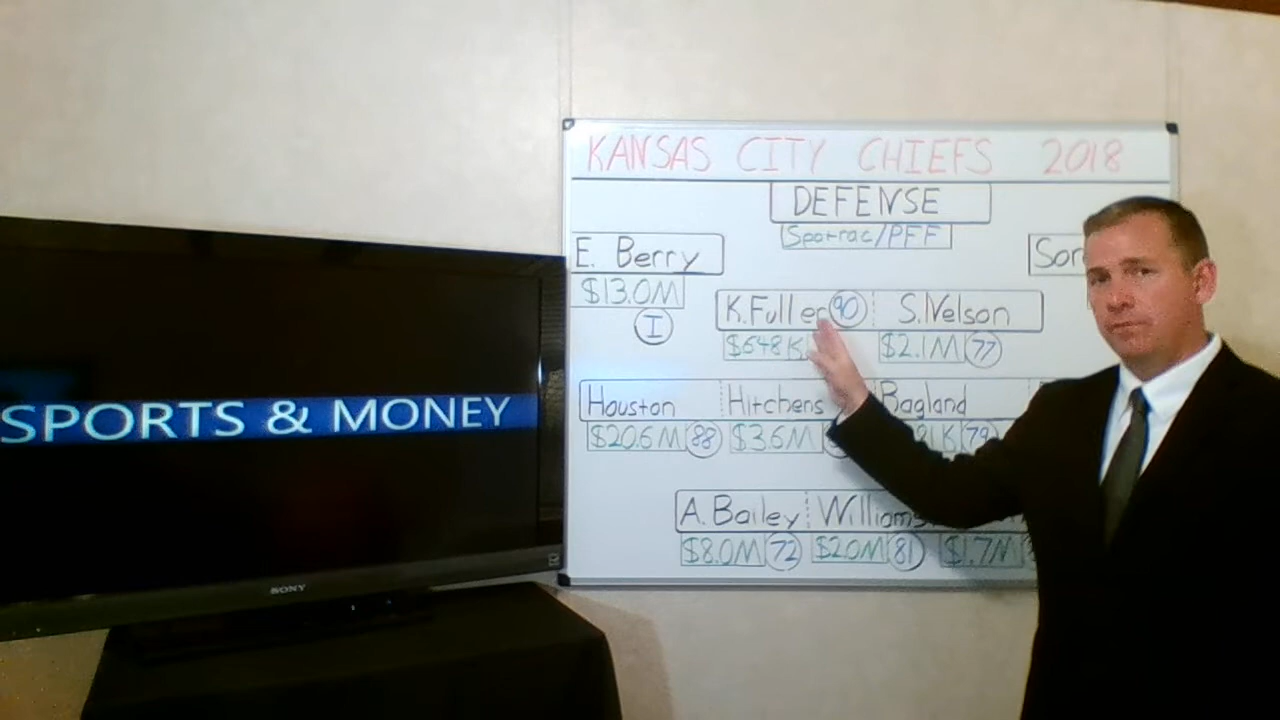 KANSAS CITY CHIEFS 2018
DEFENSE
Spotrac/PFF
E. Berry
$13.0M
I
Sor
K.Fuller 90 S.Nelson
$648K $2.1M 77
Houston Hitchens Ragland
$20.6M 88 $3.6M 79
A.Bailey Williams
$8.0M 72 $2.0M 81 $1.7M
SPORTS & MONEY
SONY